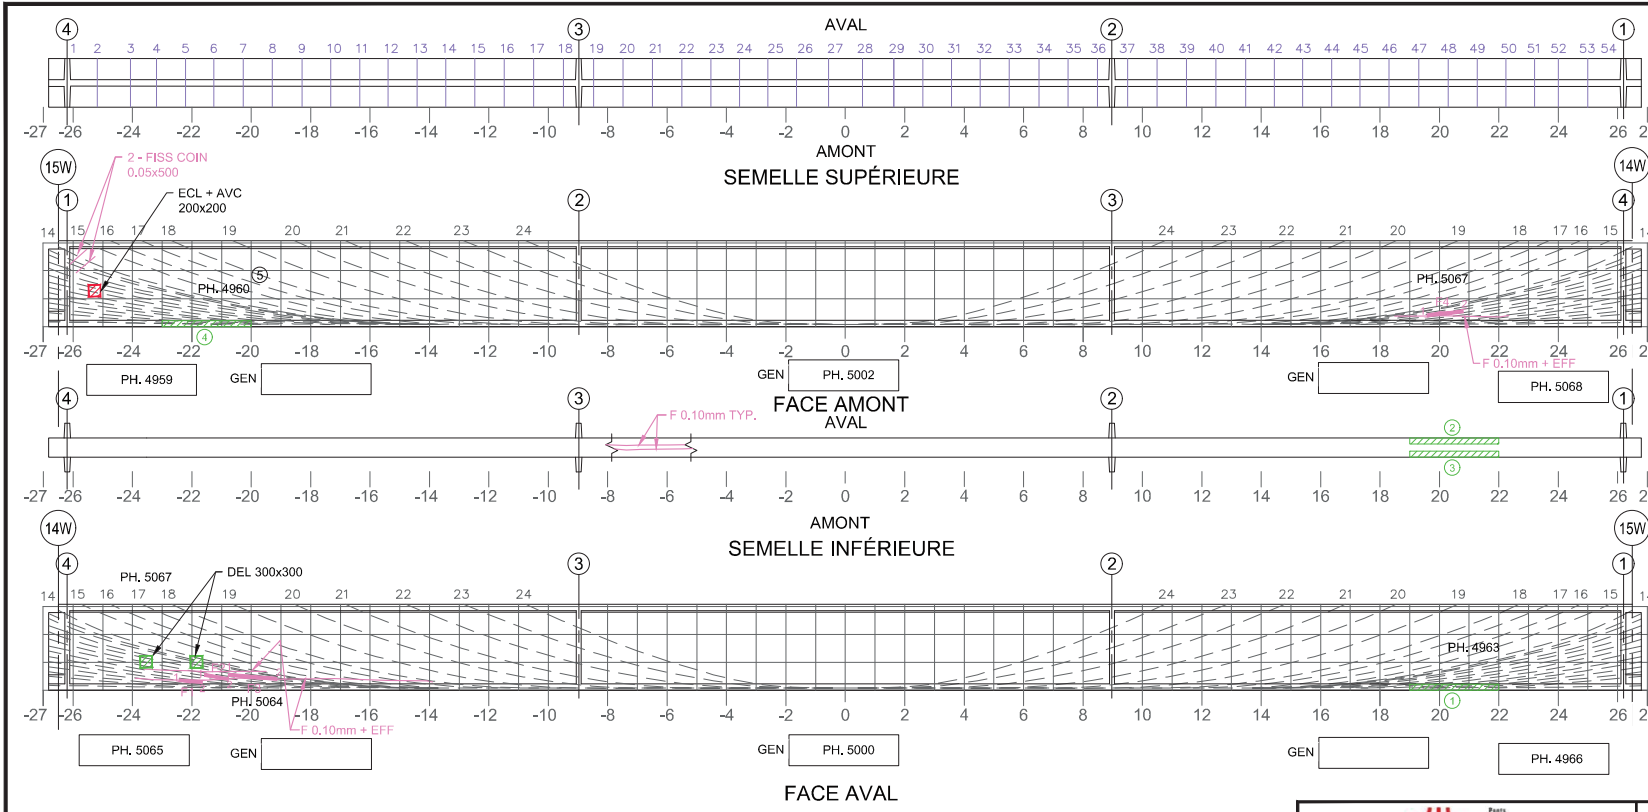 AVAL
4 3 2 1
1 2 3 4 5 6 7 8 9 10 11 12 13 14 15 16 17 18 19 20 21 22 23 24 25 26 27 28 29 30 31 32 33 34 35 36 37 38 39 40 41 42 43 44 45 46 47 48 49 50 51 52 53 54
-27 -26 -24 -22 -20 -18 -16 -14 -12 -10 -8 -6 -4 -2 0 2 4 6 8 10 12 14 16 18 20 22 24 26 2
AMONT
SEMELLE SUPÉRIEURE
15W 14W
2 - FISS COIN
0.05x500
ECL + AVC
200x200
1 2 3 4
14 15 16 17 18 19 20 21 22 23 24 24 23 22 21 20 19 18 17 16 15 14
5
PH. 4960
PH. 5067
4
-27 -26 -24 -22 -20 -18 -16 -14 -12 -10 -8 -6 -4 -2 0 2 4 6 8 10 12 14 16 18 20 22 24 26 2
F 0.10mm + EFF
PH. 4959
GEN
GEN
PH. 5002
GEN
PH. 5068
FACE AMONT
AVAL
4 3 2 1
F 0.10mm TYP.
2
3
-27 -26 -24 -22 -20 -18 -16 -14 -12 -10 -8 -6 -4 -2 0 2 4 6 8 10 12 14 16 18 20 22 24 26 2
AMONT
SEMELLE INFÉRIEURE
14W 15W
4 3 2 1
PH. 5067
DEL 300x300
14 15 16 17 18 19 20 21 22 23 24 24 23 22 21 20 19 18 17 16 15 14
PH. 4963
PH. 5064
1
-27 -26 -24 -22 -20 -18 -16 -14 -12 -10 -8 -6 -4 -2 0 2 4 6 8 10 12 14 16 18 20 22 24 26 2
F 0.10mm + EFF
PH. 5065
GEN
GEN
PH. 5000
GEN
PH. 4966
FACE AVAL
Ponts